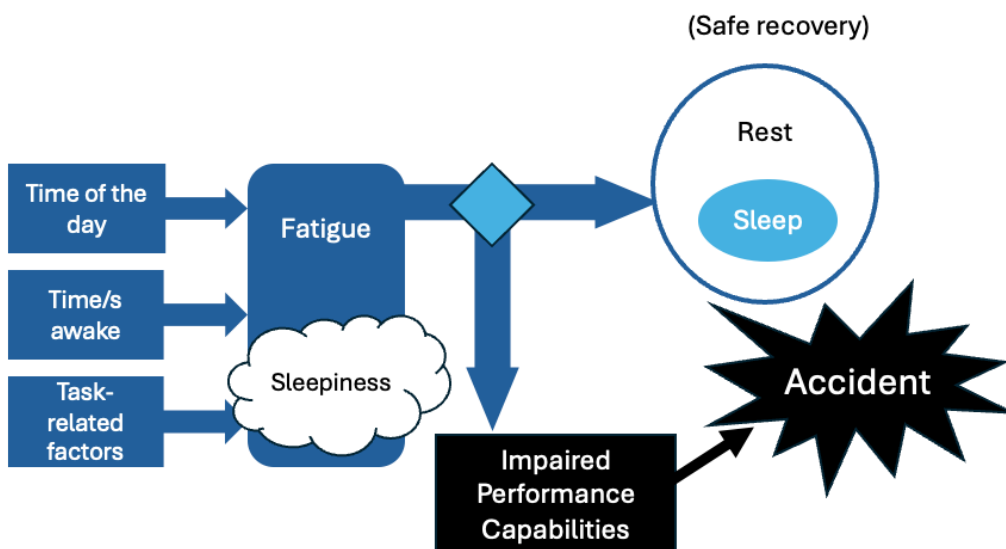 (Safe recovery)
Rest
Sleep
Time of the
day
Fatigue
Time/s
awake
Sleepiness
Task-
related
factors
Accident
Impaired
Performance
Capabilities